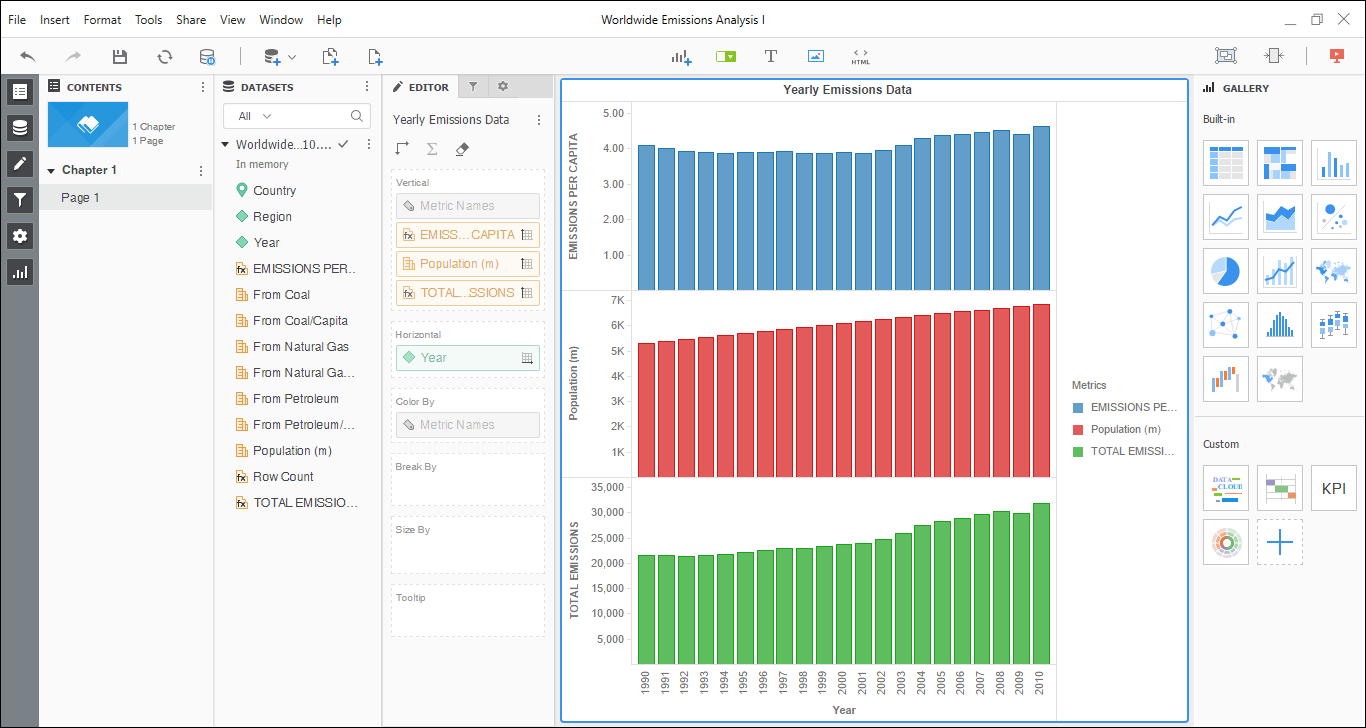 File Insert Format Tools Share View Window Help
Worldwide Emissions Analysis I
HTML
CONTENTS
1 Chapter
1 Page
Chapter 1
Page 1
DATASETS
All
Worldwide...10....
In memory
Country
Region
Year
EMISSIONS PER...
From Coal
From Coal/Capita
From Natural Gas
From Natural Ga...
From Petroleum
From Petroleum/...
Population (m)
Row Count
TOTAL EMISSIO...
EDITOR
Yearly Emissions Data
Vertical
Metric Names
EMISS...CAPITA
Population (m)
TOTAL...SSIONS
Horizontal
Year
Color By
Metric Names
Break By
Size By
Tooltip
Yearly Emissions Data
EMISSIONS PER CAPITA
5.00
4.00
3.00
2.00
1.00
Population (m)
7K
6K
5K
4K
3K
2K
1K
TOTAL EMISSIONS
35,000
30,000
25,000
20,000
15,000
10,000
5,000
1990 1991 1992 1993 1994 1995 1996 1997 1998 1999 2000 2001 2002 2003 2004 2005 2006 2007 2008 2009 2010
Year
Metrics
EMISSIONS PE...
Population (m)
TOTAL EMISSI...
GALLERY
Built-in
Custom
DATA
CLOUD
KPI